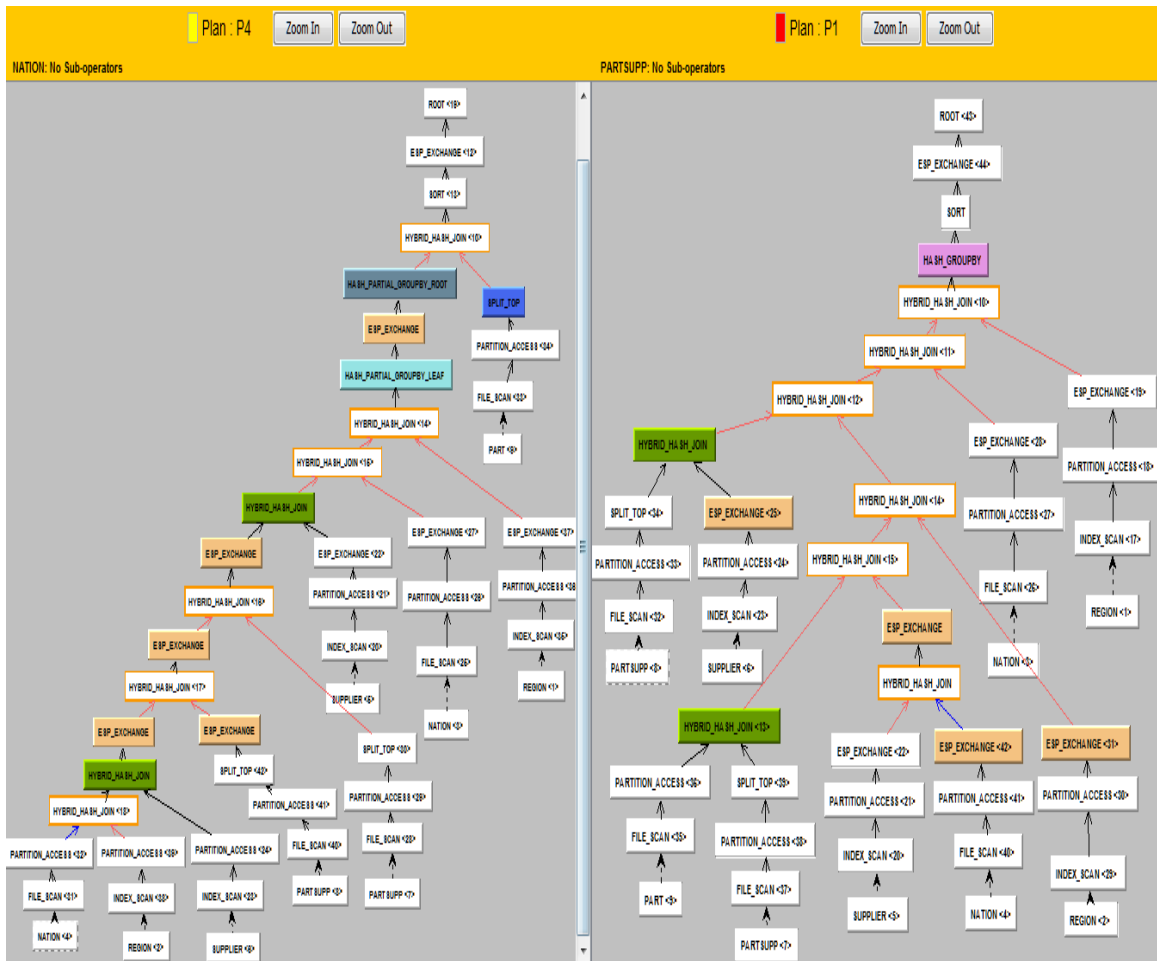 Plan : P4
Zoom In
Zoom Out
NATION: No Sub-operators
ROOT <19>
ESP_EXCHANGE <12>
SORT <13>
HYBRID_HASH_JOIN <10>
HASH_PARTIAL_GROUPBY_ROOT
SPLIT_TOP
ESP_EXCHANGE
PARTITION_ACCESS <34>
HASH_PARTIAL_GROUPBY_LEAF
FILE_SCAN <33>
HYBRID_HASH_JOIN <14>
PART <9>
HYBRID_HASH_JOIN <15>
HYBRID_HASH_JOIN
ESP_EXCHANGE <27>
ESP_EXCHANGE <37>
ESP_EXCHANGE
ESP_EXCHANGE <22>
HYBRID_HASH_JOIN <16>
PARTITION_ACCESS <21>
PARTITION_ACCESS <26>
PARTITION_ACCESS <36>
ESP_EXCHANGE
INDEX_SCAN <20>
FILE_SCAN <25>
INDEX_SCAN <35>
HYBRID_HASH_JOIN <17>
SUPPLIER <5>
NATION <3>
REGION <1>
ESP_EXCHANGE
ESP_EXCHANGE
SPLIT_TOP <30>
HYBRID_HASH_JOIN
SPLIT_TOP <42>
HYBRID_HASH_JOIN <18>
PARTITION_ACCESS <41>
PARTITION_ACCESS <29>
PARTITION_ACCESS <32>
PARTITION_ACCESS <39>
PARTITION_ACCESS <24>
FILE_SCAN <40>
FILE_SCAN <28>
FILE_SCAN <31>
INDEX_SCAN <38>
INDEX_SCAN <23>
PARTSUPP <8>
PARTSUPP <7>
NATION <4>
REGION <2>
SUPPLIER <6>
Plan : P1
Zoom In
Zoom Out
PARTSUPP: No Sub-operators
ROOT <43>
ESP_EXCHANGE <44>
SORT
HASH_GROUPBY
HYBRID_HASH_JOIN <10>
HYBRID_HASH_JOIN <11>
HYBRID_HASH_JOIN <12>
ESP_EXCHANGE <19>
HYBRID_HASH_JOIN
ESP_EXCHANGE <28>
PARTITION_ACCESS <18>
SPLIT_TOP <34>
ESP_EXCHANGE <25>
HYBRID_HASH_JOIN <14>
PARTITION_ACCESS <27>
INDEX_SCAN <17>
PARTITION_ACCESS <33>
PARTITION_ACCESS <24>
HYBRID_HASH_JOIN <15>
FILE_SCAN <26>
REGION <1>
FILE_SCAN <32>
INDEX_SCAN <23>
ESP_EXCHANGE
NATION <3>
PARTSUPP <8>
SUPPLIER <6>
HYBRID_HASH_JOIN
HYBRID_HASH_JOIN <13>
ESP_EXCHANGE <22>
ESP_EXCHANGE <42>
ESP_EXCHANGE <31>
PARTITION_ACCESS <36>
SPLIT_TOP <39>
PARTITION_ACCESS <21>
PARTITION_ACCESS <41>
PARTITION_ACCESS <30>
FILE_SCAN <35>
PARTITION_ACCESS <38>
INDEX_SCAN <20>
FILE_SCAN <40>
INDEX_SCAN <29>
PART <9>
FILE_SCAN <37>
SUPPLIER <5>
NATION <4>
REGION <2>
PARTSUPP <7>